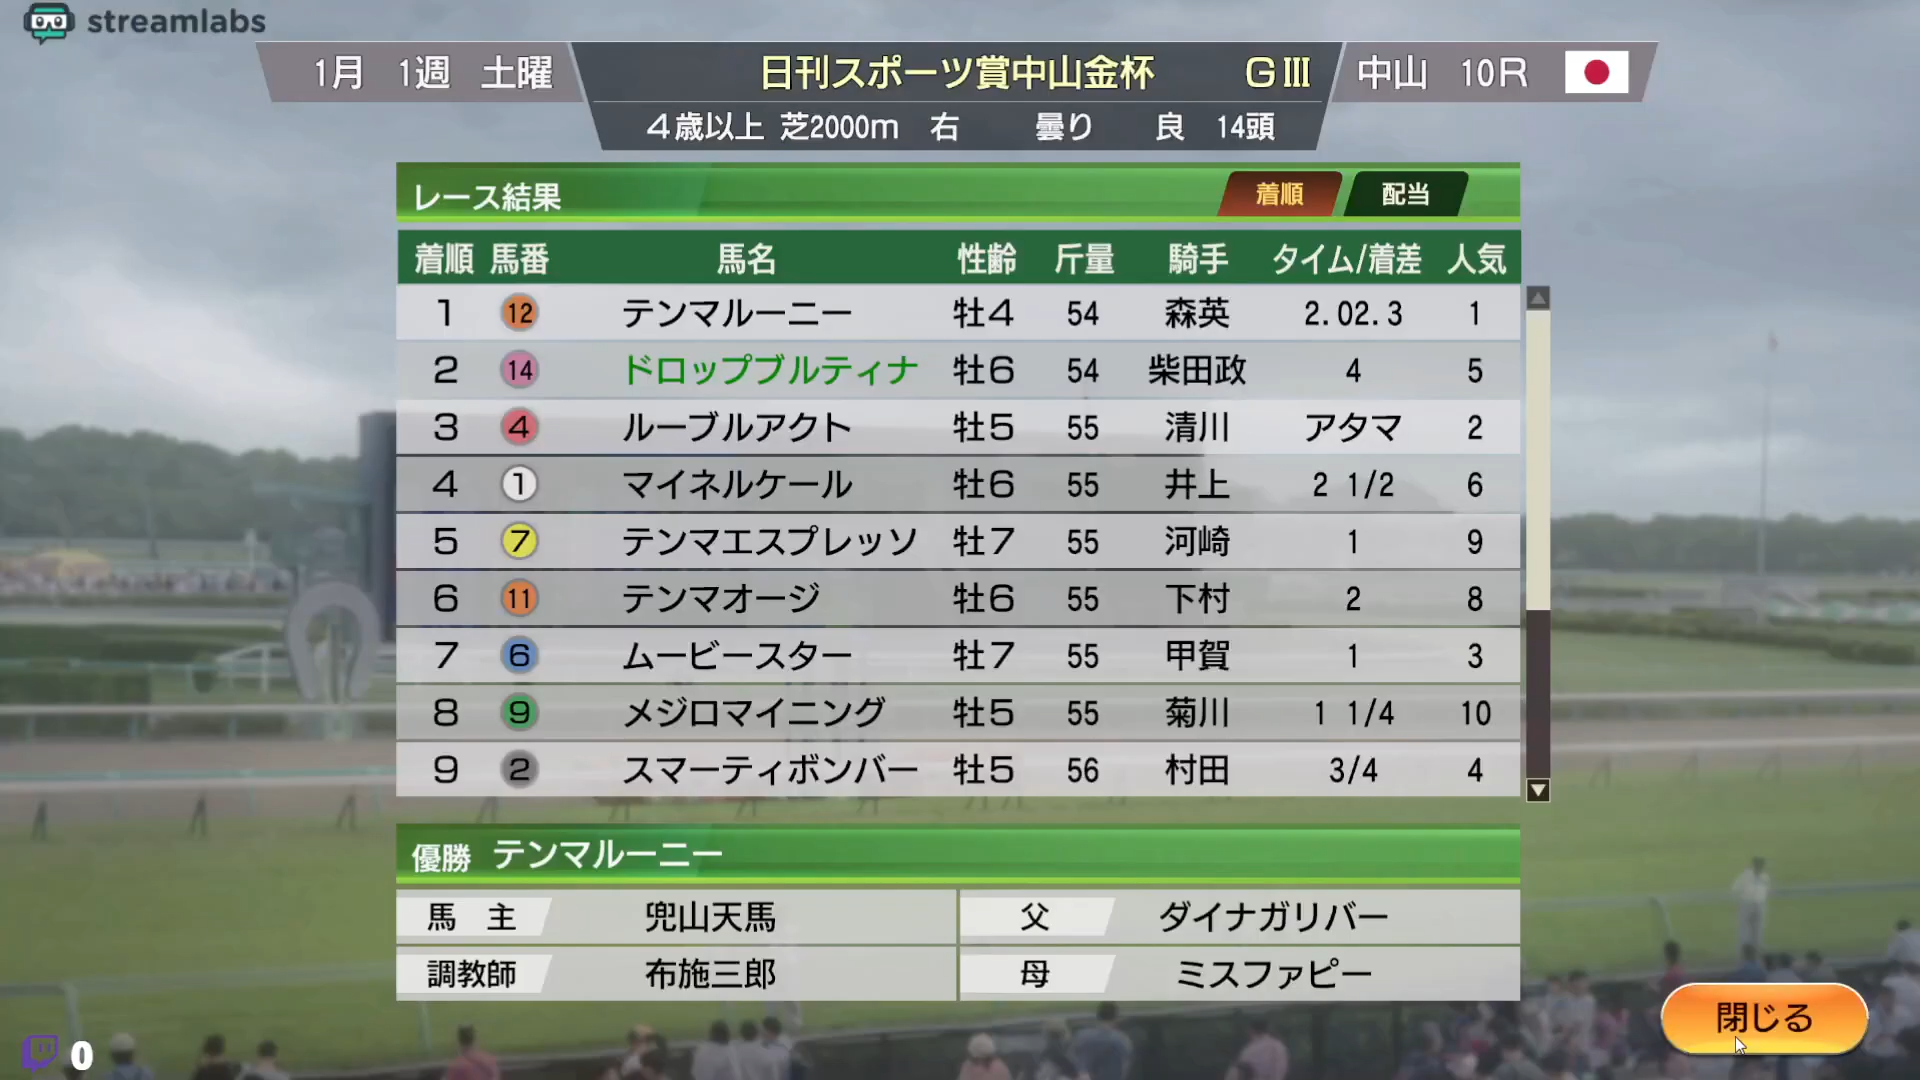 streamlabs
1月 1週 土曜 日刊スポーツ賞中山金杯 GⅢ 中山 10R
4歳以上 芝2000m 右 曇り 良 14頭
レース結果 着順 配当
着順 馬番 馬名 性齢 斤量 騎手 タイム/着差 人気
1 12 テンマルーニー 牡4 54 森英 2.02.3 1
2 14 ドロップブルティナ 牡6 54 柴田政 4 5
3 4 ルーブルアクト 牡5 55 清川 アタマ 2
4 1 マイネルケール 牡6 55 井上 2 1/2 6
5 7 テンマエスプレッソ 牡7 55 河崎 1 9
6 11 テンマオージ 牡6 55 下村 2 8
7 6 ムービースター 牡7 55 甲賀 1 3
8 9 メジロマイニング 牡5 55 菊川 1 1/4 10
9 2 スマーティボンバー 牡5 56 村田 3/4 4
優勝 テンマルーニー
馬主 兜山天馬 父 ダイナガリバー
調教師 布施三郎 母 ミスファピー
閉じる
0